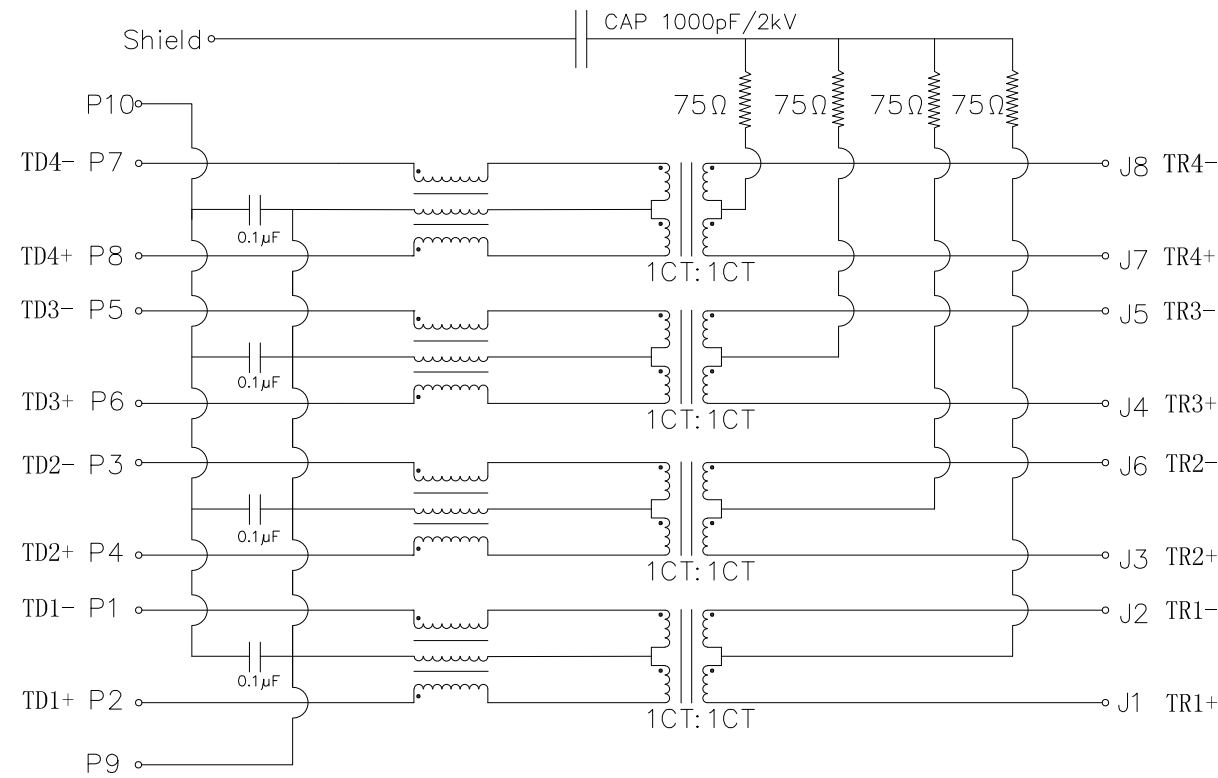 CAP 1000pF/2kV
Shield
P10
75Ω 75Ω 75Ω 75Ω
TD4- P7
J8 TR4-
0.1µF
TD4+ P8
J7 TR4+
1CT:1CT
TD3- P5
J5 TR3-
0.1µF
TD3+ P6
J4 TR3+
1CT:1CT
TD2- P3
J6 TR2-
0.1µF
TD2+ P4
J3 TR2+
1CT:1CT
TD1- P1
J2 TR1-
0.1µF
TD1+ P2
J1 TR1+
1CT:1CT
P9